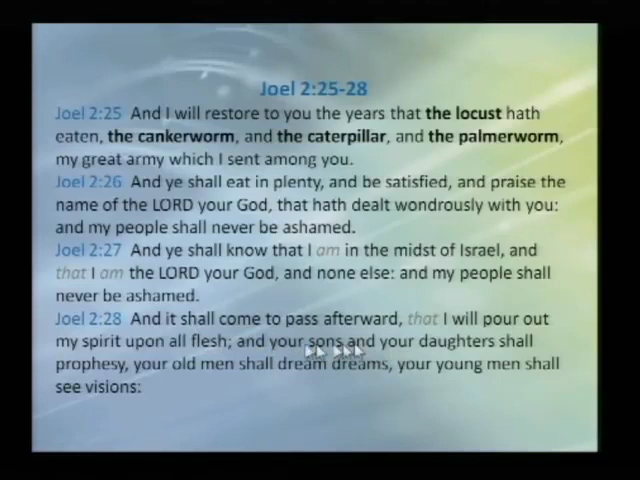 Joel 2:25-28
Joel 2:25 And I will restore to you the years that the locust hath
eaten, the cankerworm, and the caterpillar, and the palmerworm,
my great army which I sent among you.
Joel 2:26 And ye shall eat in plenty, and be satisfied, and praise the
name of the LORD your God, that hath dealt wondrously with you:
and my people shall never be ashamed.
Joel 2:27 And ye shall know that I am in the midst of Israel, and
that I am the LORD your God, and none else: and my people shall
never be ashamed.
Joel 2:28 And it shall come to pass afterward, that I will pour out
my spirit upon all flesh; and your sons and your daughters shall
prophesy, your old men shall dream dreams, your young men shall
see visions: